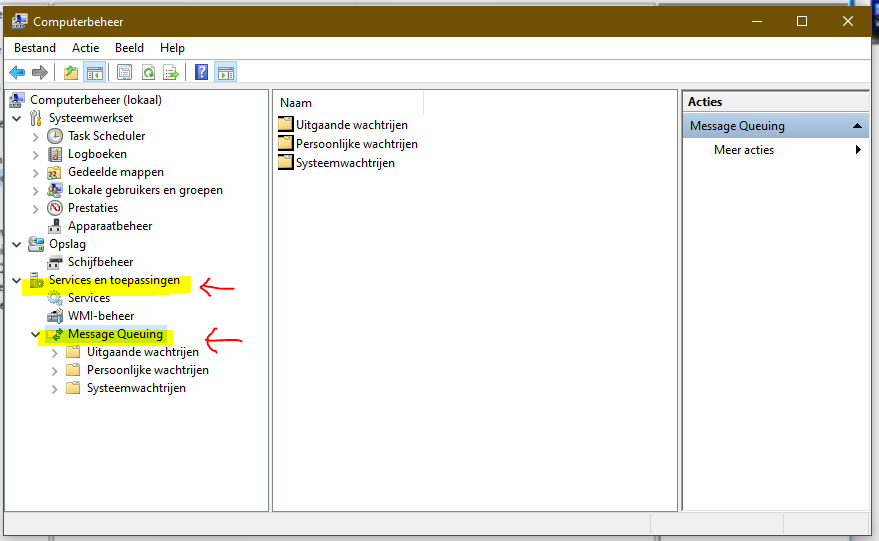 Computerbeheer
Bestand Actie Beeld Help
Computerbeheer (lokaal)
Systeemwerkset
Task Scheduler
Logboeken
Gedeelde mappen
Lokale gebruikers en groepen
Prestaties
Apparaatbeheer
Opslag
Schijfbeheer
Services en toepassingen
Services
WMI-beheer
Message Queuing
Uitgaande wachtrijen
Persoonlijke wachtrijen
Systeemwachtrijen
Naam
Uitgaande wachtrijen
Persoonlijke wachtrijen
Systeemwachtrijen
Acties
Message Queuing
Meer acties